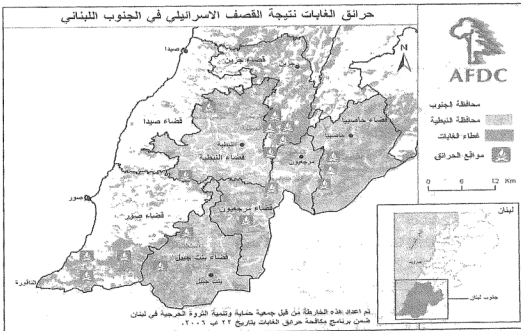 حرائق الغابات نتيجة القصف الاسرائيلي في الجنوب اللبناني
صيدا
قضاء جزين
جزين
N
AFDC
محافظة الجنوب
محافظة النبطية
غطاء الغابات
مواقع الحرائق
0 6 12 Km
قضاء صيدا
قضاء حاصبيا
حاصبيا
النبطية
قضاء النبطية
مرجعيون
صور
قضاء صور
قضاء مرجعيون
قضاء بنت جبيل
بنت جبيل
الناقورة
لبنان
بيروت
جنوب لبنان
تم اعداد هذه الخارطة من قبل جمعية حماية وتنمية الثروة الحرجية في لبنان
ضمن برنامج مكافحة حرائق الغابات بتاريخ ٢٢ اب ٢٠٠٦.